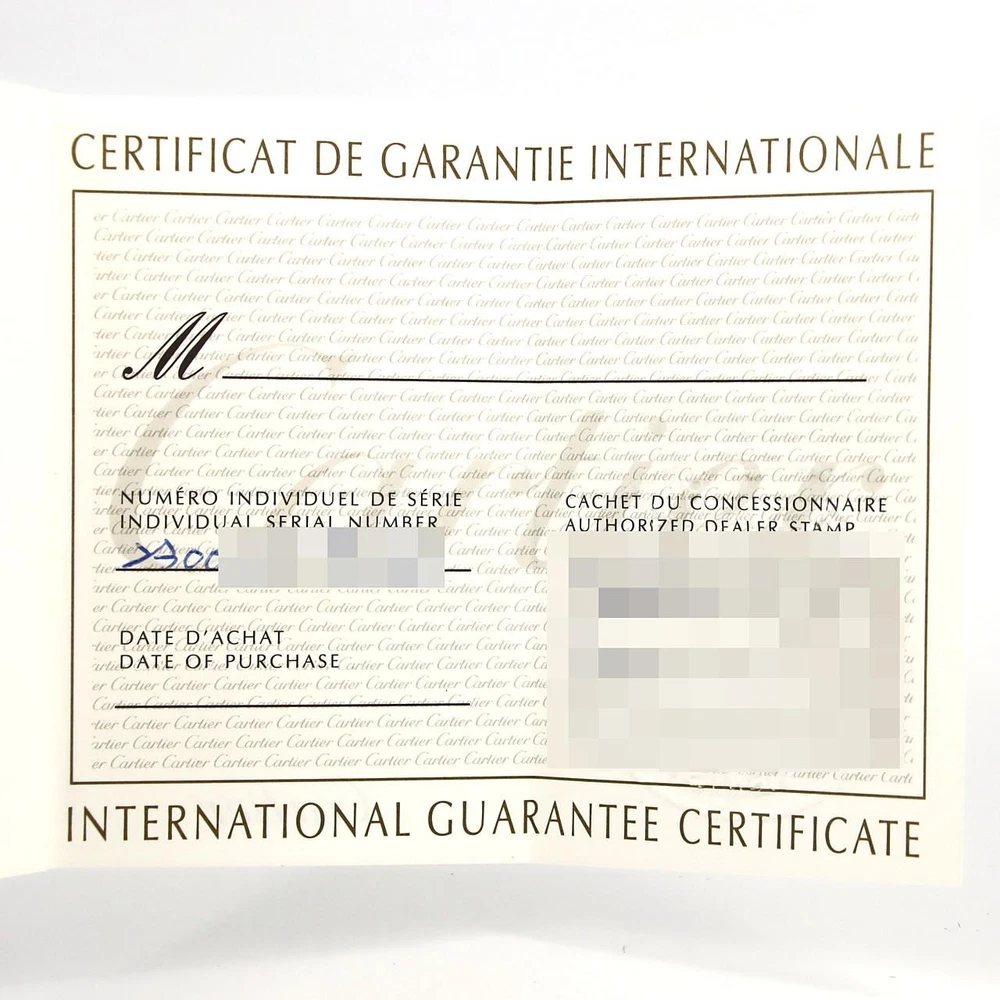 CERTIFICAT DE GARANTIE INTERNATIONALE
M
NUMÉRO INDIVIDUEL DE SÉRIE
INDIVIDUAL SERIAL NUMBER
CACHET DU CONCESSIONNAIRE
AUTHORIZED DEALER STAMP
DATE D'ACHAT
DATE OF PURCHASE
Cartier
INTERNATIONAL GUARANTEE CERTIFICATE